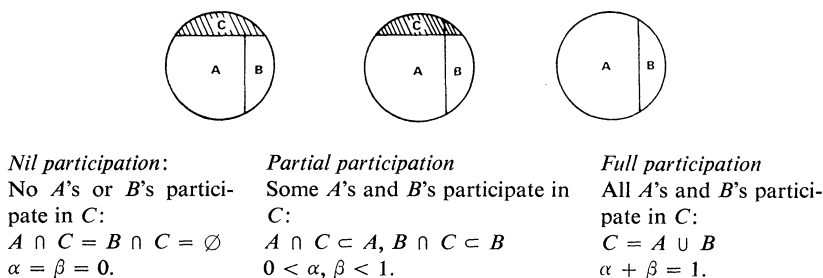 C
A B
C
A B
A B
Nil participation:
No A's or B's partici-
pate in C:
A ∩ C = B ∩ C = ∅
α = β = 0.
Partial participation
Some A's and B's participate in
C:
A ∩ C ⊂ A, B ∩ C ⊂ B
0 < α, β < 1.
Full participation
All A's and B's partici-
pate in C:
C = A ∪ B
α + β = 1.